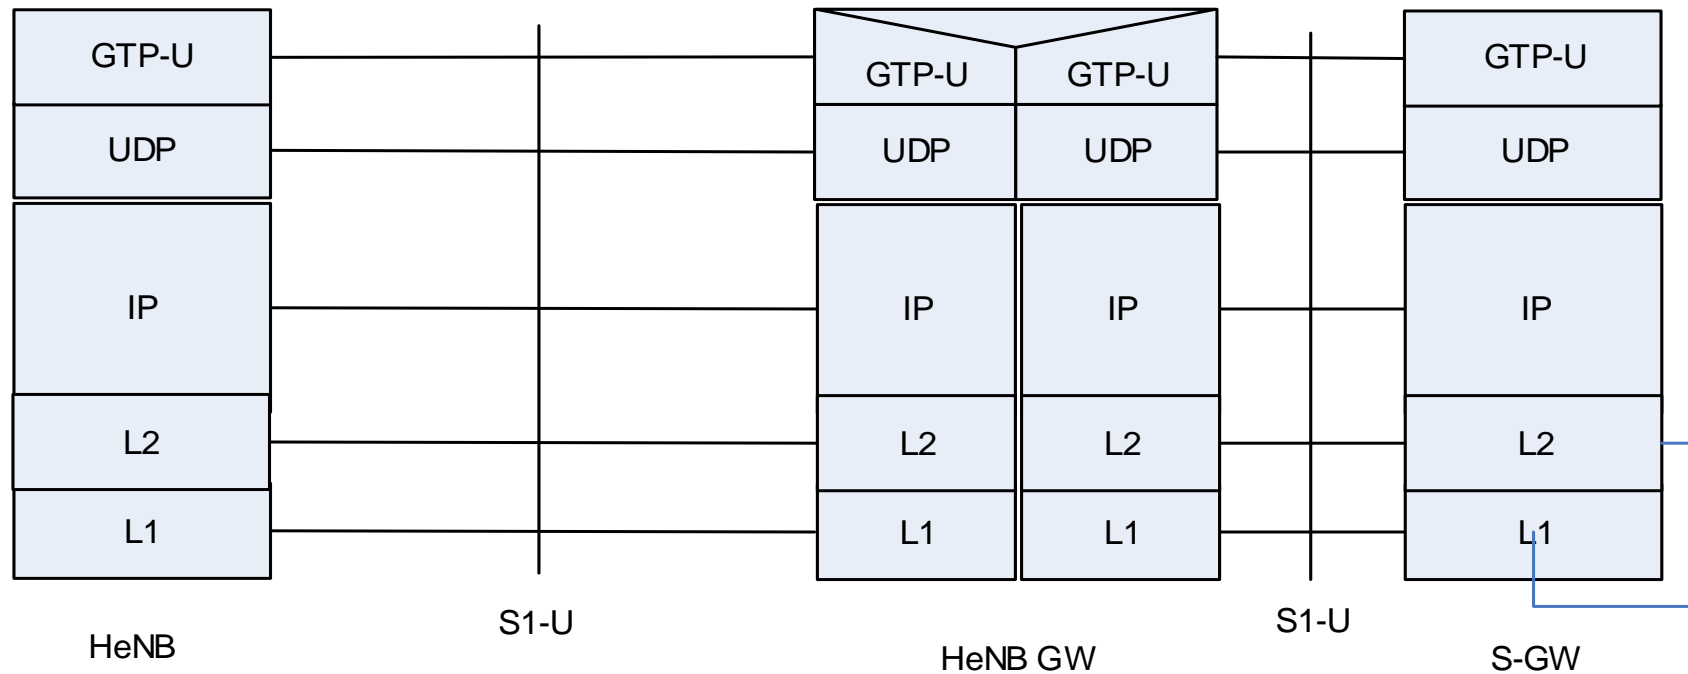 GTP-U
GTP-U
GTP-U
GTP-U
UDP
UDP
UDP
UDP
IP
IP
IP
IP
L2
L2
L2
L2
L1
L1
L1
L1
S1-U
S1-U
HeNB
HeNB GW
S-GW